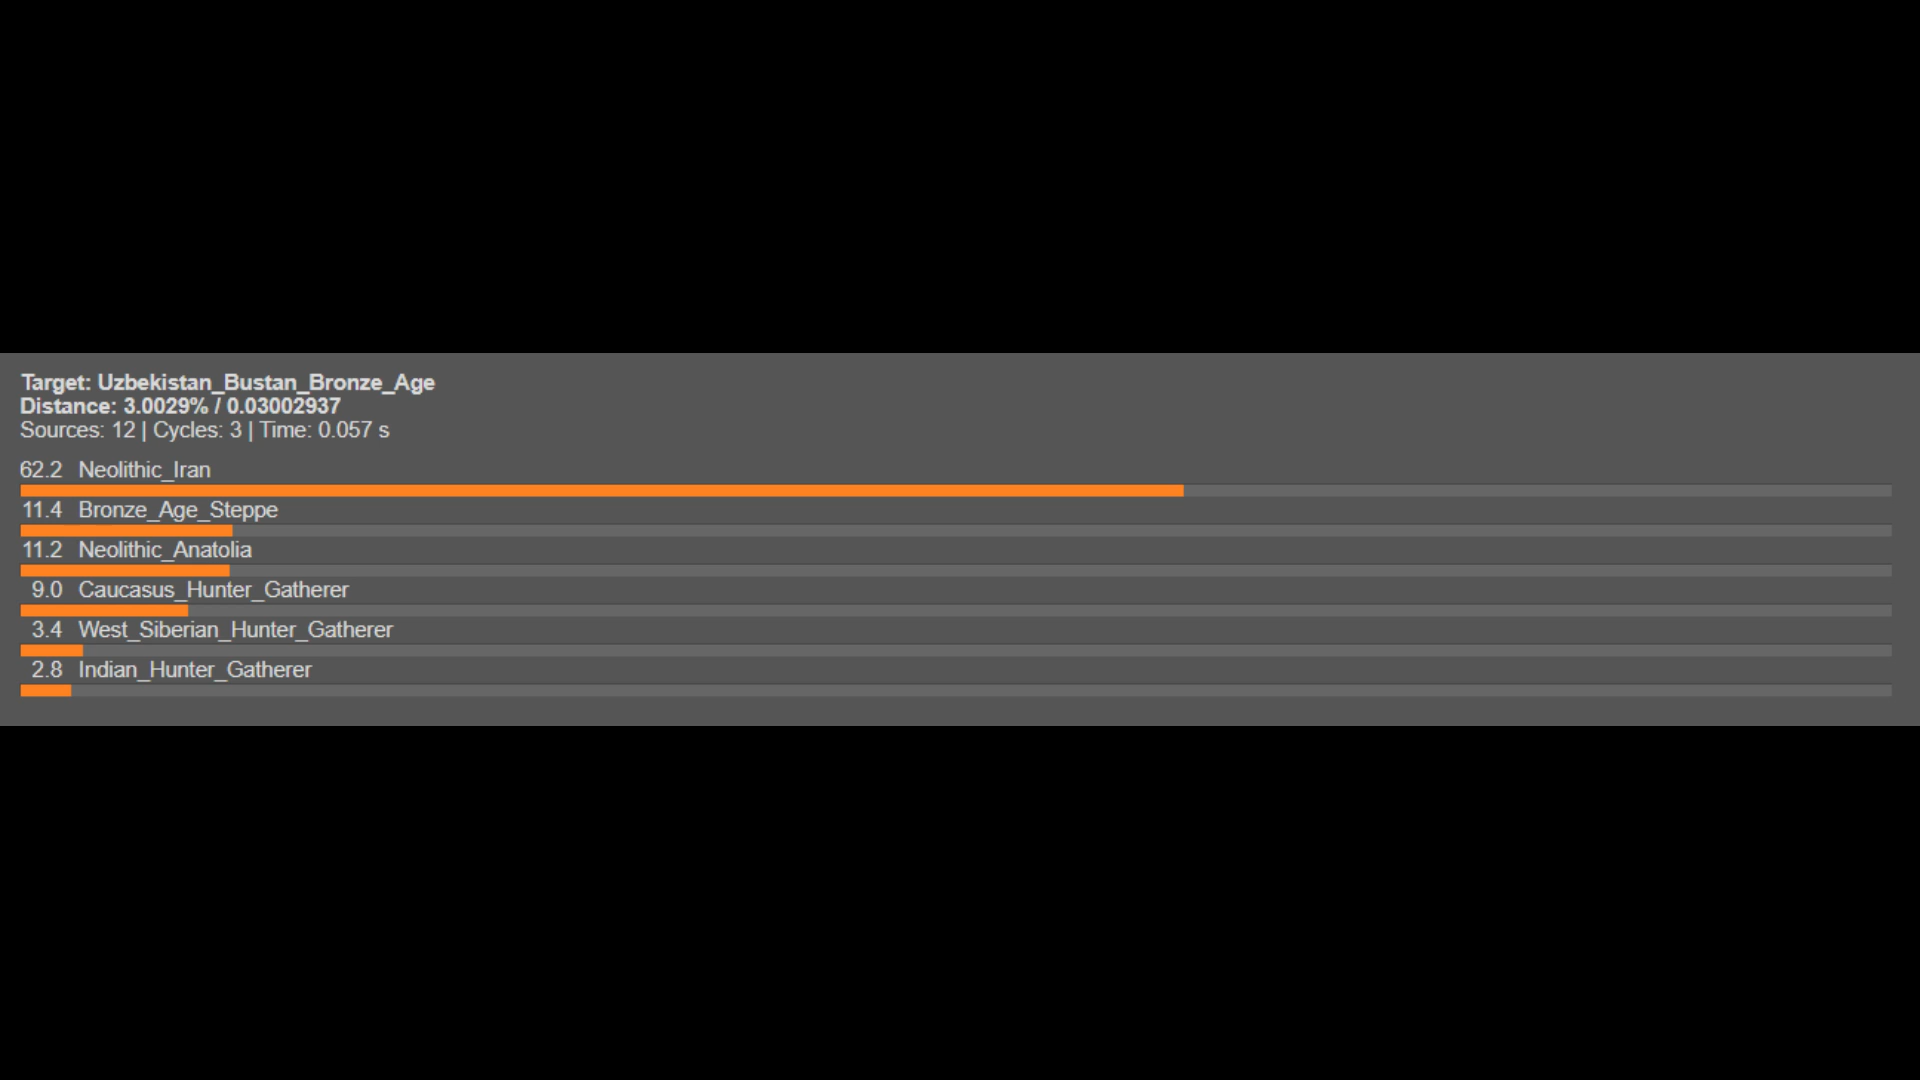 Target: Uzbekistan_Bustan_Bronze_Age
Distance: 3.0029% / 0.03002937
Sources: 12 | Cycles: 3 | Time: 0.057 s
62.2 Neolithic_Iran
11.4 Bronze_Age_Steppe
11.2 Neolithic_Anatolia
9.0 Caucasus_Hunter_Gatherer
3.4 West_Siberian_Hunter_Gatherer
2.8 Indian_Hunter_Gatherer